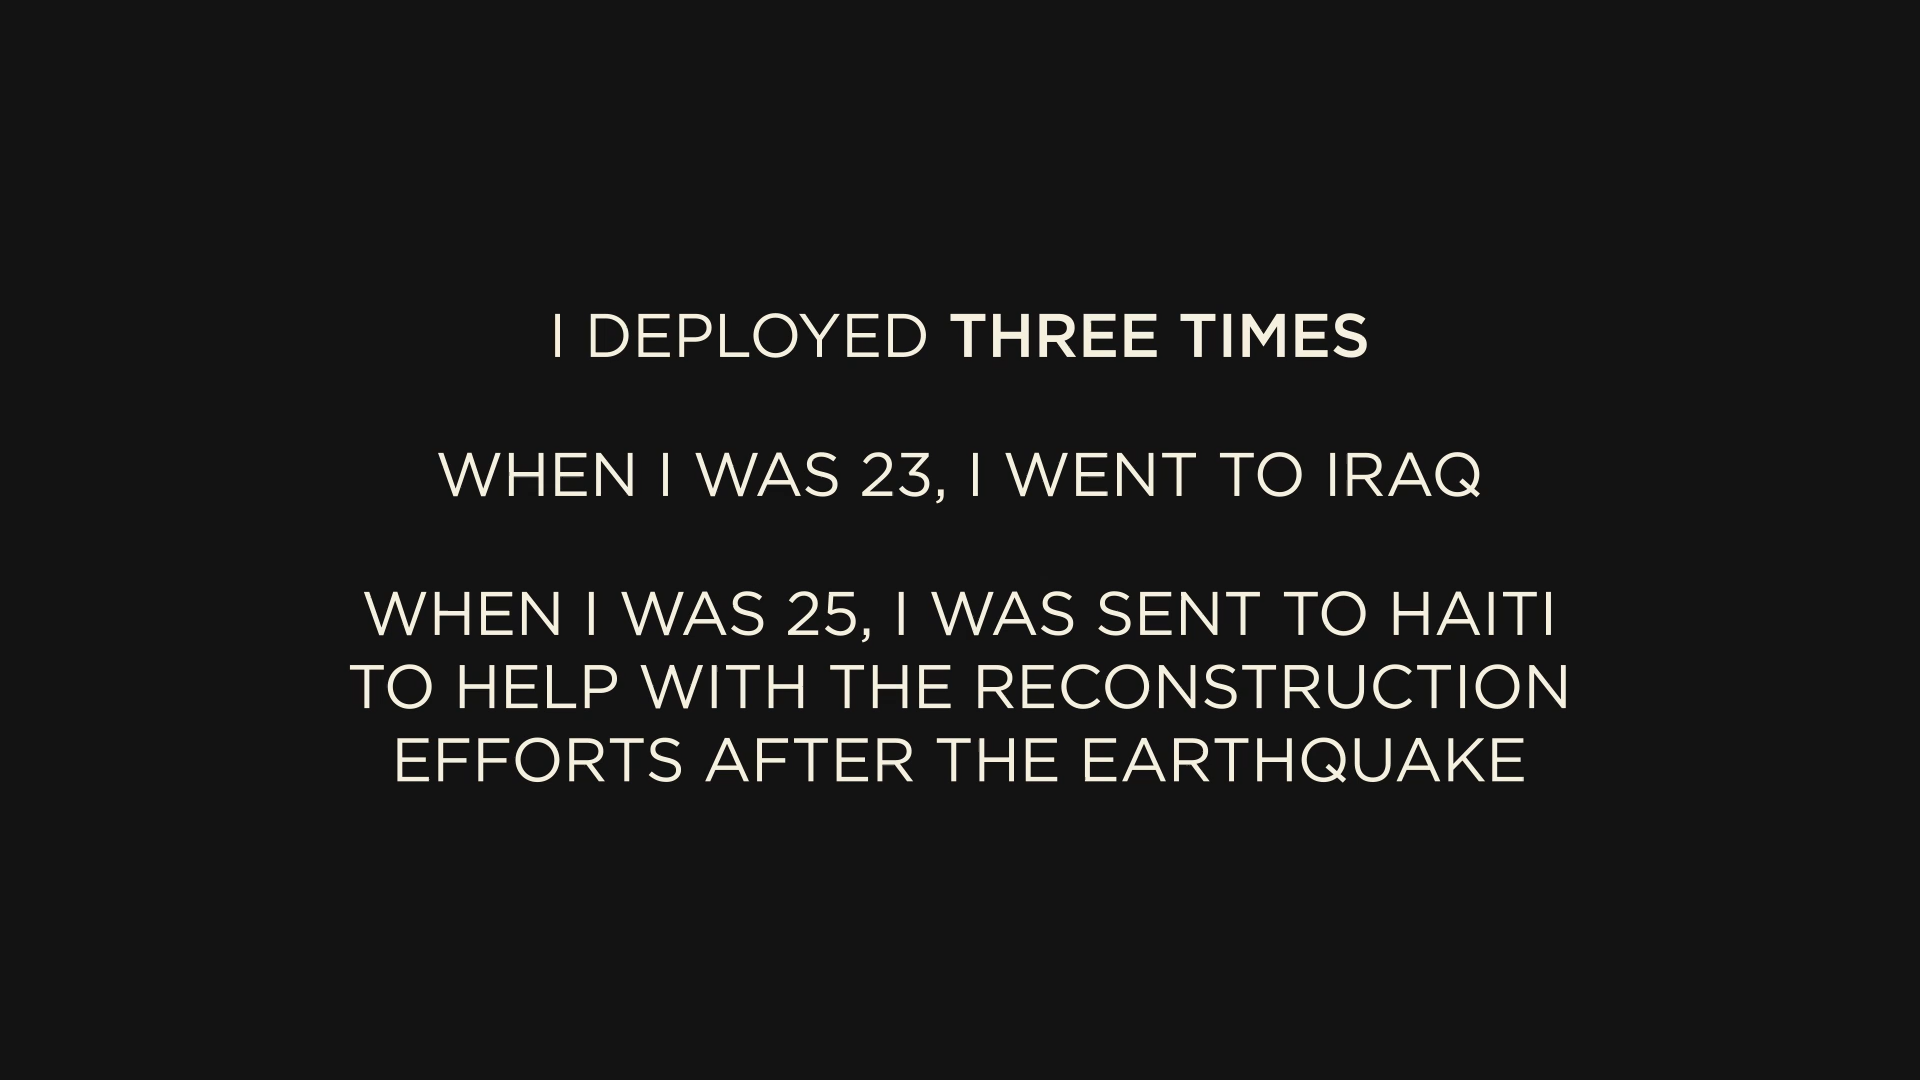 I DEPLOYED THREE TIMES
WHEN I WAS 23, I WENT TO IRAQ
WHEN I WAS 25, I WAS SENT TO HAITI
TO HELP WITH THE RECONSTRUCTION
EFFORTS AFTER THE EARTHQUAKE